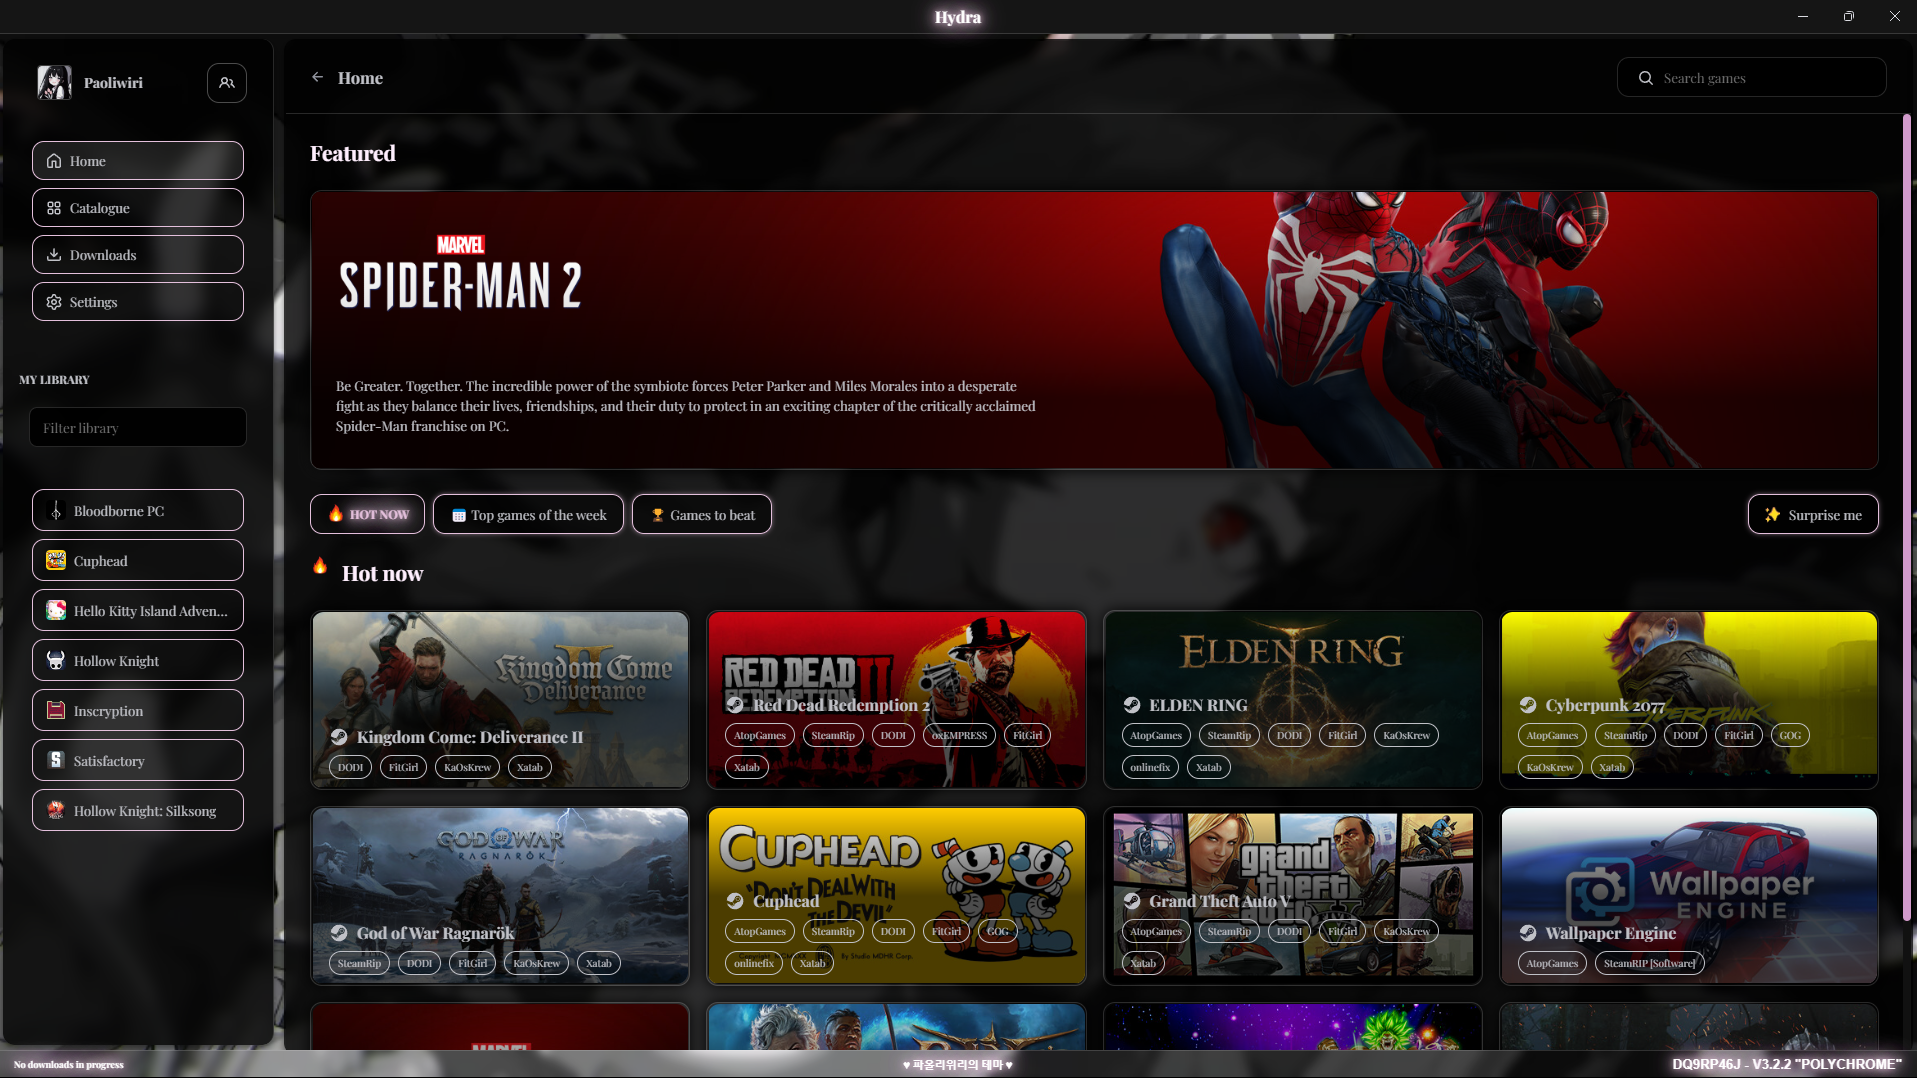 Hydra
Paoliwiri
Home
Catalogue
Downloads
Settings
MY LIBRARY
Filter library
Bloodborne PC
Cuphead
Hello Kitty Island Adven...
Hollow Knight
Inscryption
Satisfactory
Hollow Knight: Silksong
Home
Search games
Featured
MARVEL
SPIDER-MAN 2
Be Greater. Together. The incredible power of the symbiote forces Peter Parker and Miles Morales into a desperate
fight as they balance their lives, friendships, and their duty to protect in an exciting chapter of the critically acclaimed
Spider-Man franchise on PC.
🔥 HOT NOW
Top games of the week
🏆 Games to beat
✨ Surprise me
🔥 Hot now
Kingdom Come
II
Deliverance
Kingdom Come: Deliverance II
DODI FitGirl KaOsKrew Xatab
RED DEAD
REDEMPTION II
Red Dead Redemption 2
AtopGames SteamRip DODI 0xEMPRESS FitGirl
Xatab
ELDEN RING
ELDEN RING
AtopGames SteamRip DODI FitGirl KaOsKrew
onlinefix Xatab
Cyberpunk 2077
CYBERPUNK
AtopGames SteamRip DODI FitGirl GOG
KaOsKrew Xatab
GOD OF WAR
RAGNARÖK
God of War Ragnarök
SteamRip DODI FitGirl KaOsKrew Xatab
CUPHEAD
"DON'T DEAL WITH
THE DEVIL"
Cuphead
AtopGames SteamRip DODI FitGirl GOG
onlinefix Xatab
by Studio MDHR Corp.
grand
theft
auto
V
Grand Theft Auto V
AtopGames SteamRip DODI FitGirl KaOsKrew
Xatab
Wallpaper
ENGINE
Wallpaper Engine
AtopGames SteamRIP [Software]
MARVEL
No downloads in progress
♥ 파올리위리의 테마 ♥
DQ9RP46J - V3.2.2 "POLYCHROME"